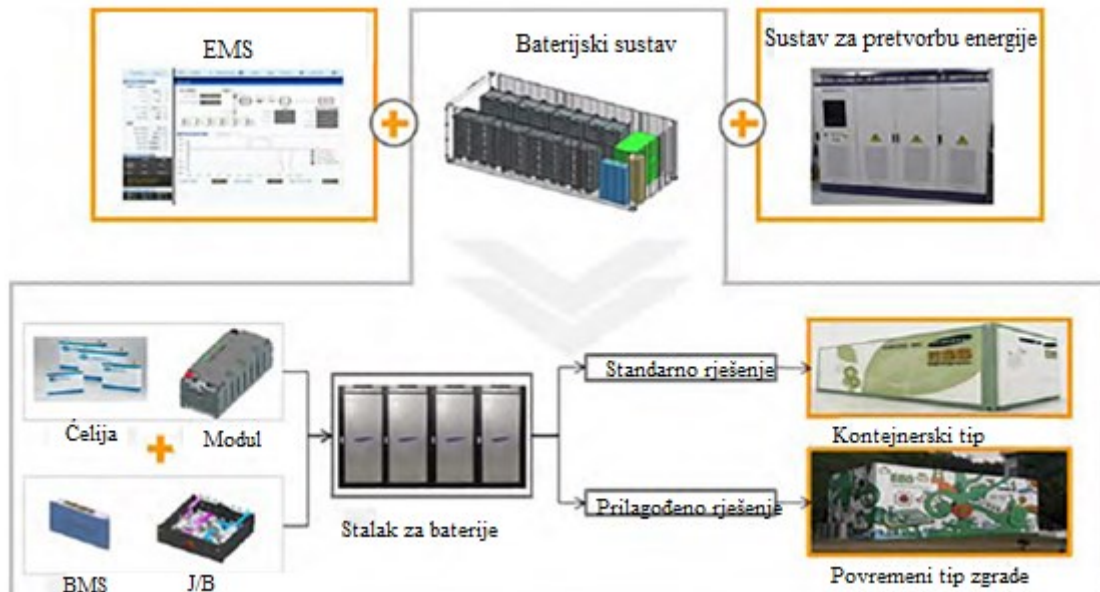 EMS
Baterijski sustav
Sustav za pretvorbu energije
Ćelija
Modul
BMS
J/B
Stalak za baterije
Standarno rješenje
Prilagođeno rješenje
Kontejnerski tip
Povremeni tip zgrade